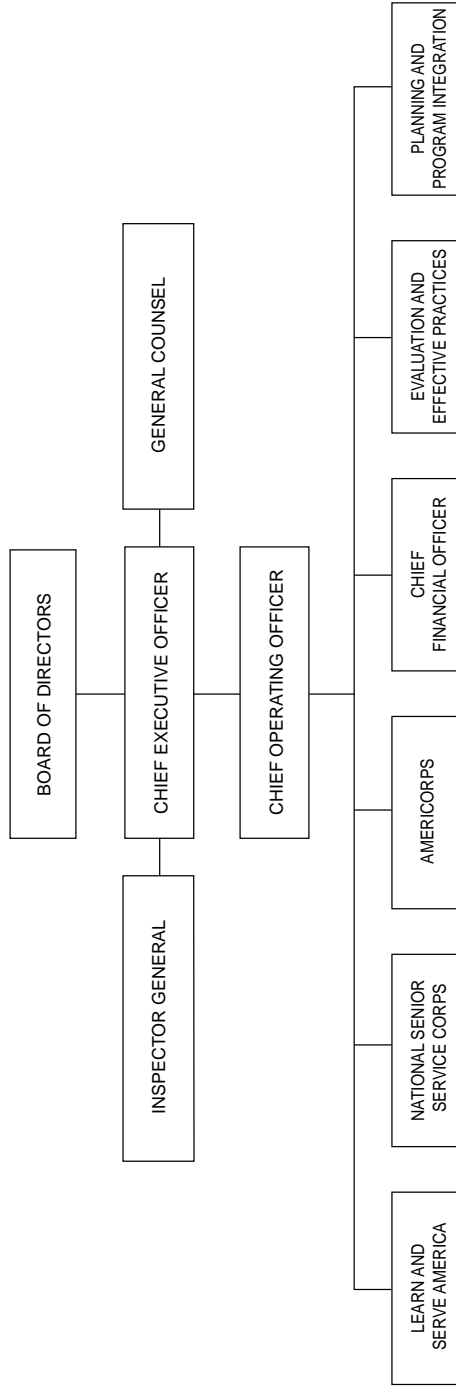 BOARD OF DIRECTORS
INSPECTOR GENERAL
CHIEF EXECUTIVE OFFICER
GENERAL COUNSEL
CHIEF OPERATING OFFICER
LEARN AND
SERVE AMERICA
NATIONAL SENIOR
SERVICE CORPS
AMERICORPS
CHIEF
FINANCIAL OFFICER
EVALUATION AND
EFFECTIVE PRACTICES
PLANNING AND
PROGRAM INTEGRATION